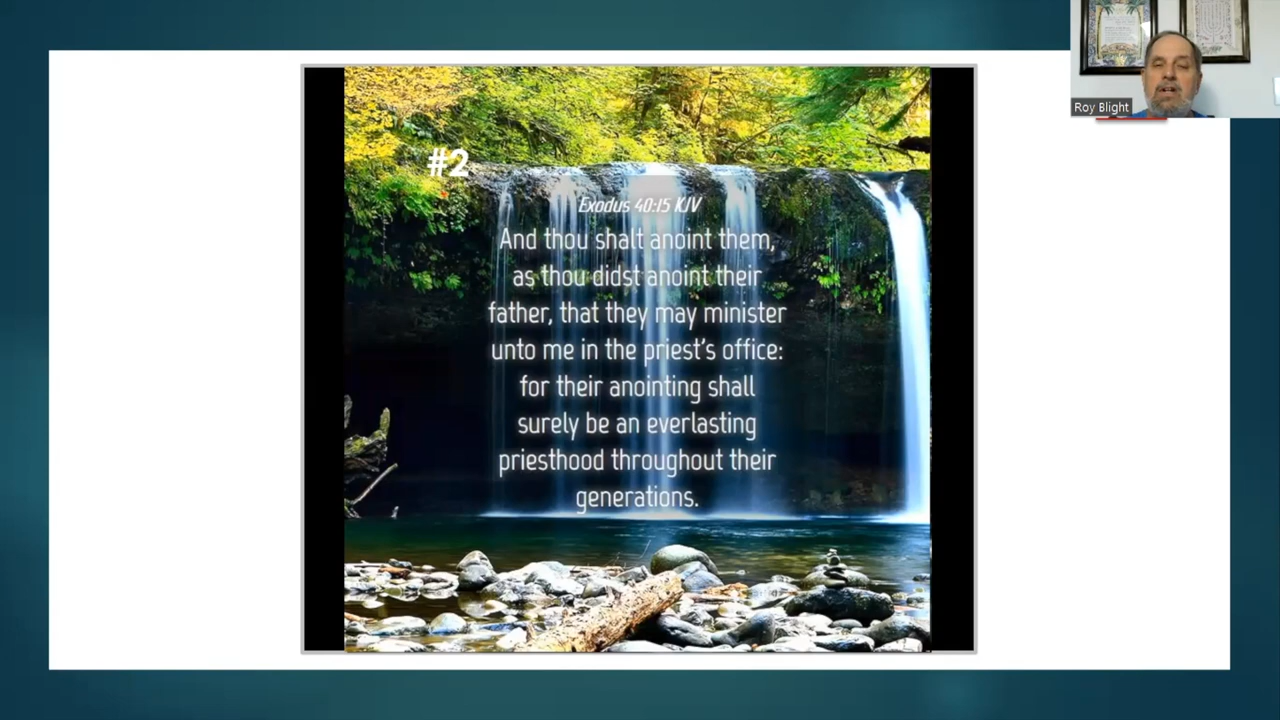 Roy Blight
#2
Exodus 40:15 KJV
And thou shalt anoint them,
as thou didst anoint their
father, that they may minister
unto me in the priest's office:
for their anointing shall
surely be an everlasting
priesthood throughout their
generations.